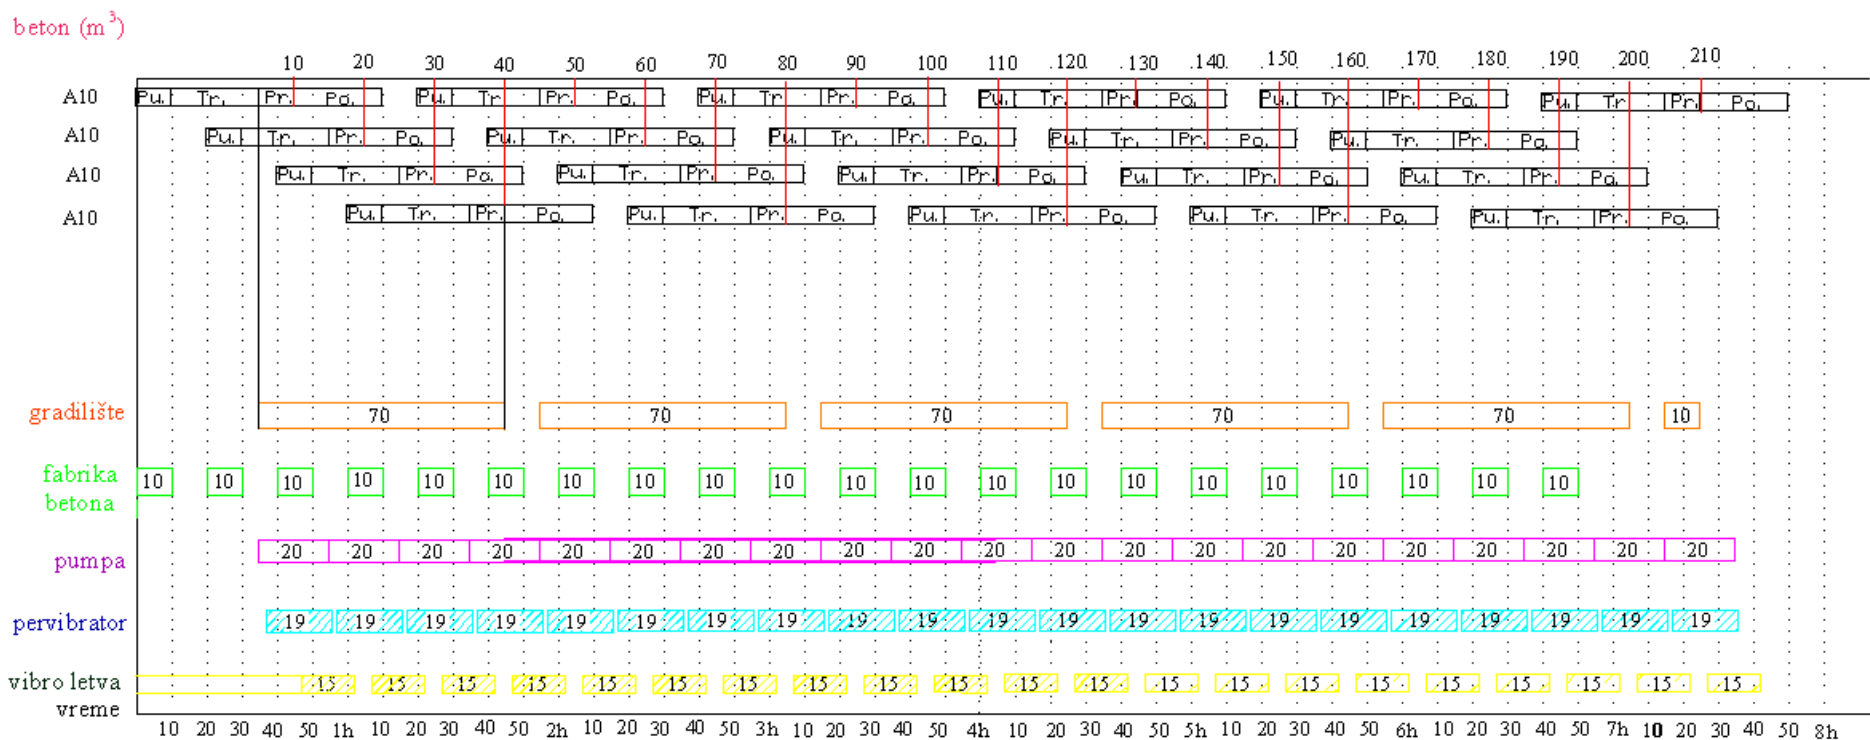 beton (m³)
10 20 30 40 50 60 70 80 90 100 110 120 130 140 150 160 170 180 190 200 210
A10 Pu. Tr. Pr. Po. Pu. Tr. Pr. Po. Pu. Tr. Pr. Po. Pu. Tr. Pr. Po. Pu. Tr. Pr. Po. Pu. Tr. Pr. Po.
A10 Pu. Tr. Pr. Po. Pu. Tr. Pr. Po. Pu. Tr. Pr. Po. Pu. Tr. Pr. Po. Pu. Tr. Pr. Po.
A10 Pu. Tr. Pr. Po. Pu. Tr. Pr. Po. Pu. Tr. Pr. Po. Pu. Tr. Pr. Po. Pu. Tr. Pr. Po.
A10 Pu. Tr. Pr. Po. Pu. Tr. Pr. Po. Pu. Tr. Pr. Po. Pu. Tr. Pr. Po. Pu. Tr. Pr. Po.
gradilište 70 70 70 70 70 10
fabrika
betona
10 10 10 10 10 10 10 10 10 10 10 10 10 10 10 10 10 10 10 10 10
pumpa 20 20 20 20 20 20 20 20 20 20 20 20 20 20 20 20 20 20 20 20 20
pervibrator 19 19 19 19 19 19 19 19 19 19 19 19 19 19 19 19 19 19 19 19 19
vibro letva 15 15 15 15 15 15 15 15 15 15 15 15 15 15 15 15 15 15 15 15 15
vreme
10 20 30 40 50 1h 10 20 30 40 50 2h 10 20 30 40 50 3h 10 20 30 40 50 4h 10 20 30 40 50 5h 10 20 30 40 50 6h 10 20 30 40 50 7h 10 20 30 40 50 8h